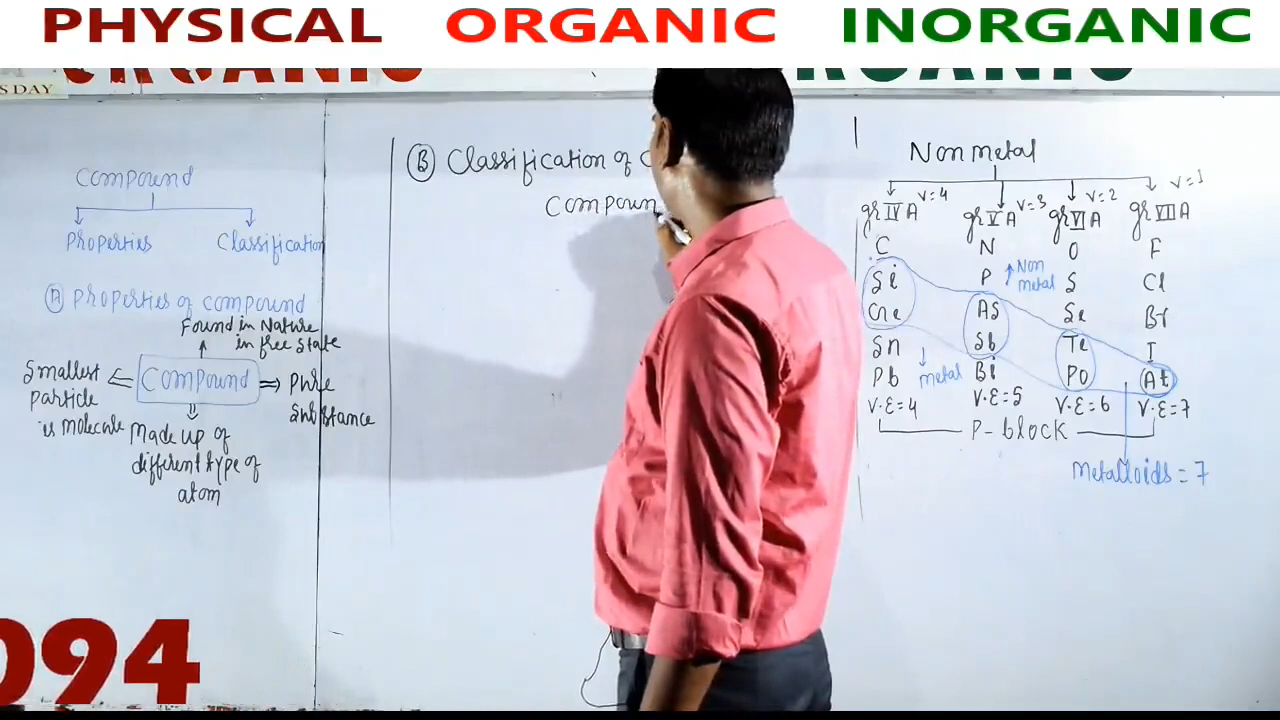 PHYSICAL ORGANIC INORGANIC
ORGANIC
ORGANIC
SDAY
Compound
Properties Classification
(A) Properties of Compound
Found in Nature
in free State
Smallest
particle
is molecule
Compound
Pure
Substance
Made up of
different type of
atom
(B) Classification of C
Compoun
Non metal
gr IV A V=4 gr V A V=3 gr VI A V=2 gr VII A V=1
C N O F
Si P S Cl
Ge As Se Br
Sn Sb Te I
Pb Bi Po At
Non
Metal
Metal
V.E=4 V.E=5 V.E=6 V.E=7
P-block
Metalloids = 7
094